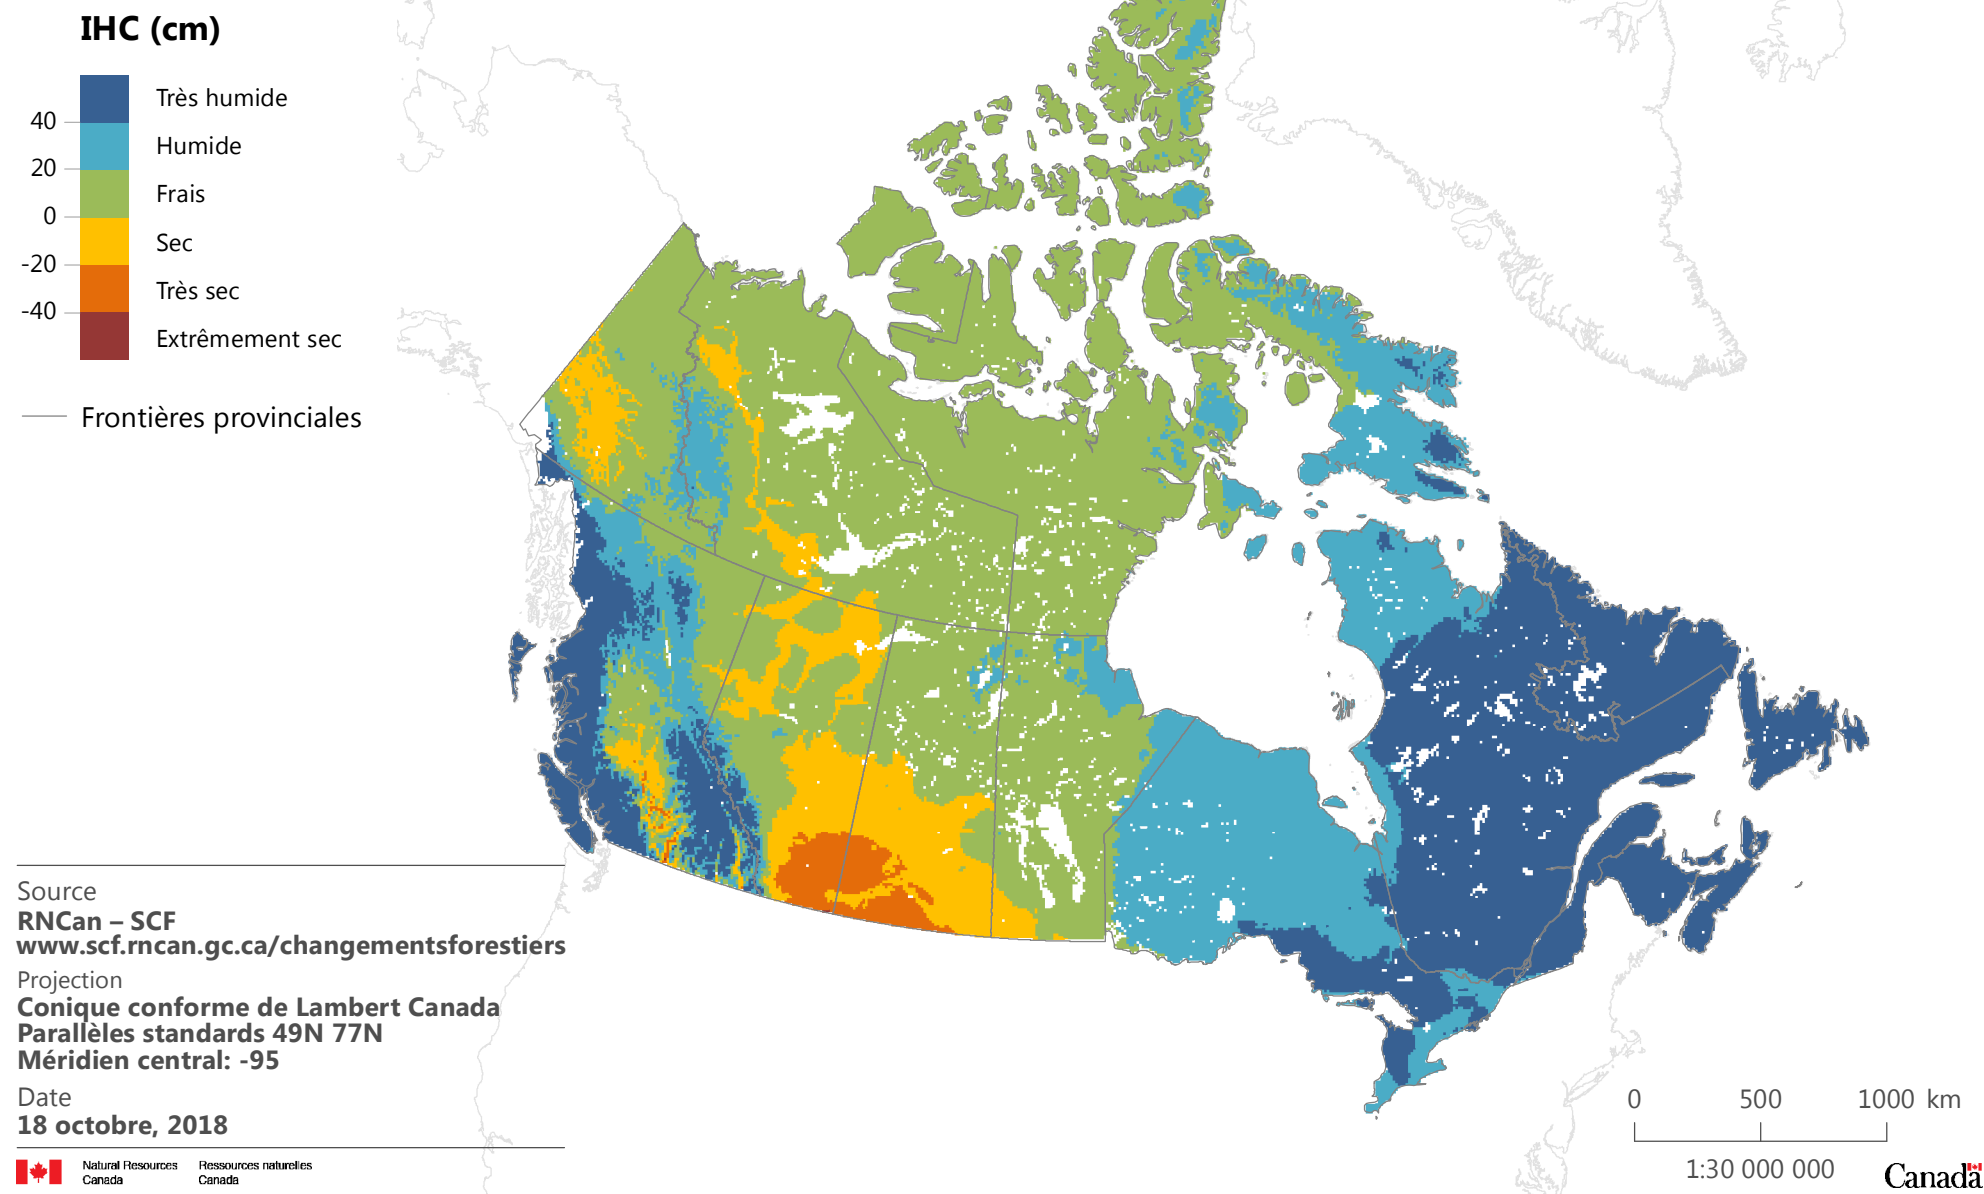 IHC (cm)
Très humide
40
Humide
20
Frais
0
Sec
-20
Très sec
-40
Extrêmement sec
Frontières provinciales
Source
RNCan – SCF
www.scf.rncan.gc.ca/changementsforestiers
Projection
Conique conforme de Lambert Canada
Parallèles standards 49N 77N
Méridien central: -95
Date
18 octobre, 2018
Natural Resources Canada
Ressources naturelles Canada
0 500 1000 km
1:30 000 000
Canada